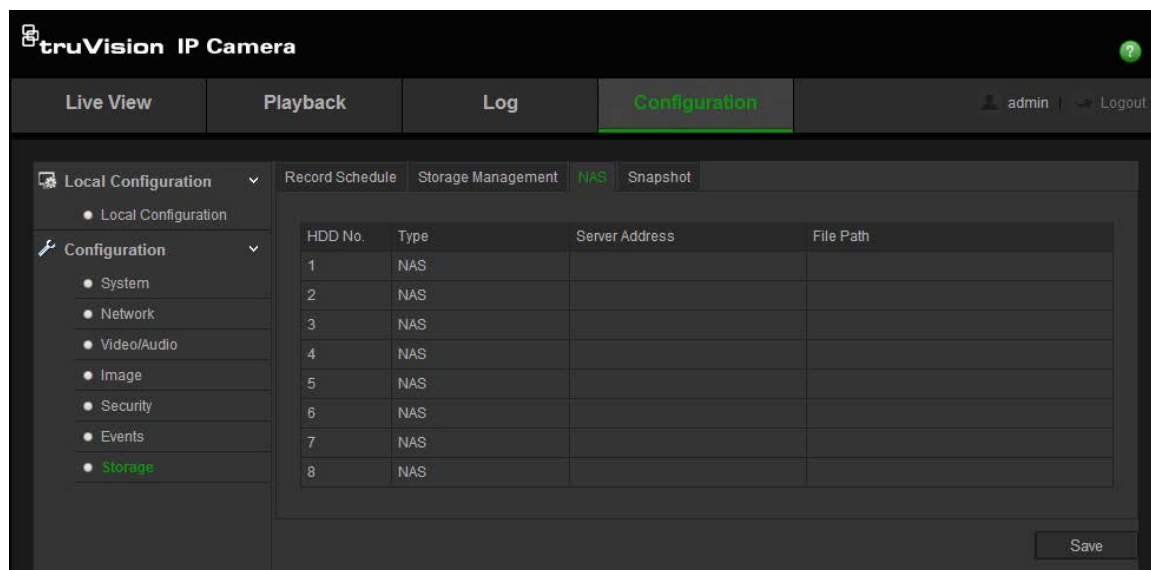 truVision IP Camera
?
Live View Playback Log Configuration admin Logout
Local Configuration
Local Configuration
Configuration
System
Network
Video/Audio
Image
Security
Events
Storage
Record Schedule Storage Management NAS Snapshot
HDD No. Type Server Address File Path
1 NAS
2 NAS
3 NAS
4 NAS
5 NAS
6 NAS
7 NAS
8 NAS
Save